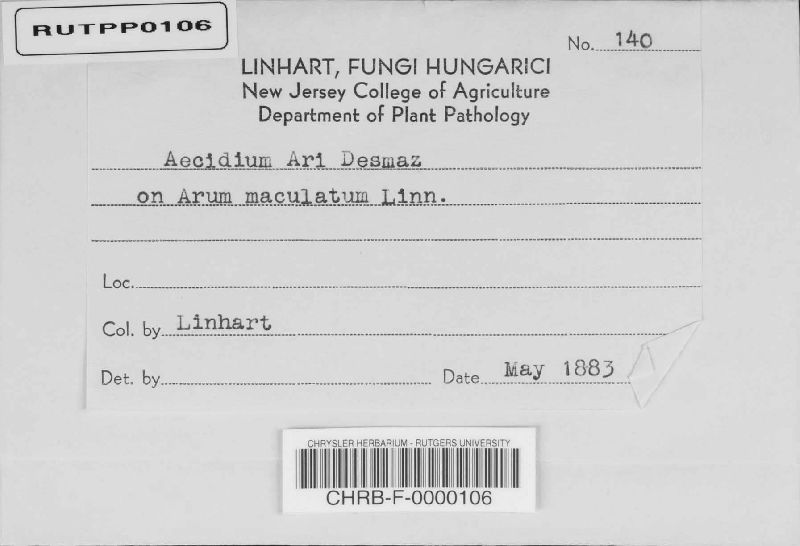 RUTPP0106
No. 140
LINHART, FUNGI HUNGARICI
New Jersey College of Agriculture
Department of Plant Pathology
Aecidium Ari Desmaz
on Arum maculatum Linn.
Loc.
Col. by Linhart
Det. by Date May 1883
CHRYSLER HERBARIUM - RUTGERS UNIVERSITY
CHRB-F-0000106